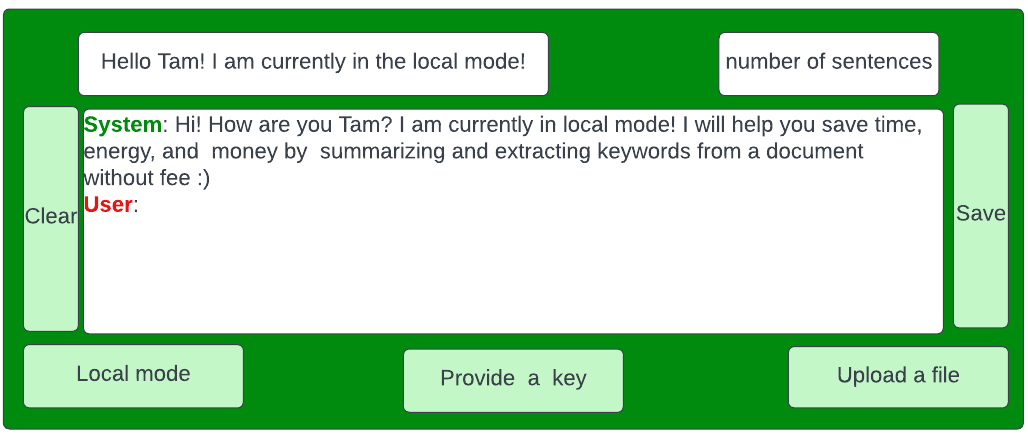 Hello Tam! I am currently in the local mode!
number of sentences
System: Hi! How are you Tam? I am currently in local mode! I will help you save time,
energy, and  money by  summarizing and extracting keywords from a document
without fee :)
User:
Clear
Save
Local mode
Provide  a  key
Upload a file